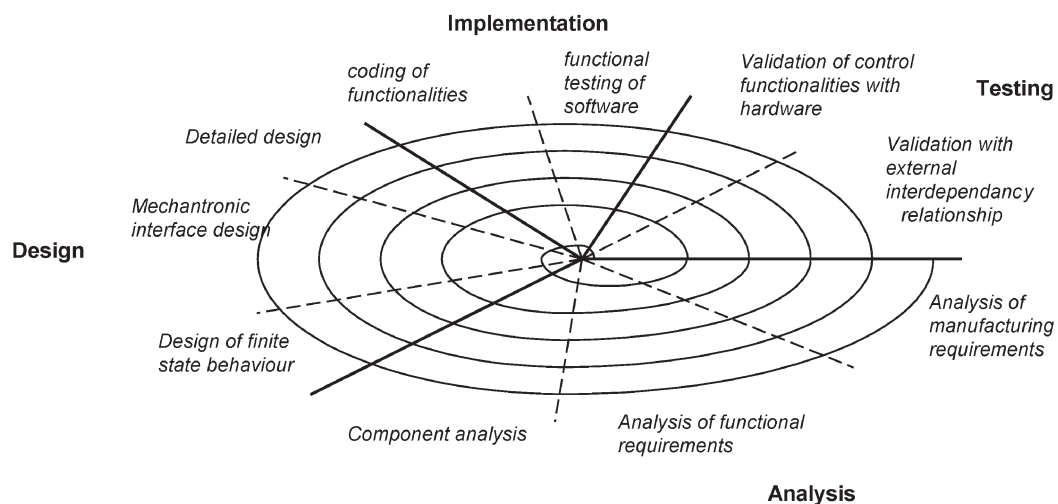 Implementation
coding of
functionalities
functional
testing of
software
Validation of control
functionalities with
hardware
Testing
Detailed design
Validation with
external
interdependancy
relationship
Mechantronic
interface design
Design
Analysis of
manufacturing
requirements
Design of finite
state behaviour
Component analysis
Analysis of functional
requirements
Analysis